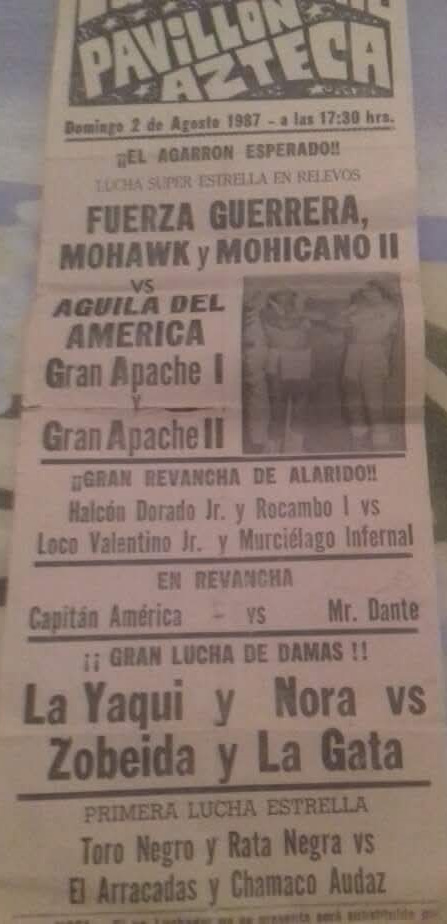 PAVILLON
AZTECA
Domingo 2 de Agosto 1987 - a las 17:30 hrs.
¡¡EL AGARRON ESPERADO!!
LUCHA SUPER ESTRELLA EN RELEVOS
FUERZA GUERRERA,
MOHAWK y MOHICANO II
VS
AGUILA DEL
AMERICA
Gran Apache I
Y
Gran Apache II
¡¡GRAN REVANCHA DE ALARIDO!!
Halcón Dorado Jr. y Rocambo I vs
Loco Valentino Jr. y Murciélago Infernal
EN REVANCHA
Capitán América - vs Mr. Dante
¡¡ GRAN LUCHA DE DAMAS !!
La Yaqui y Nora vs
Zobeida y La Gata
PRIMERA LUCHA ESTRELLA
Toro Negro y Rata Negra vs
El Arracadas y Chamaco Audaz